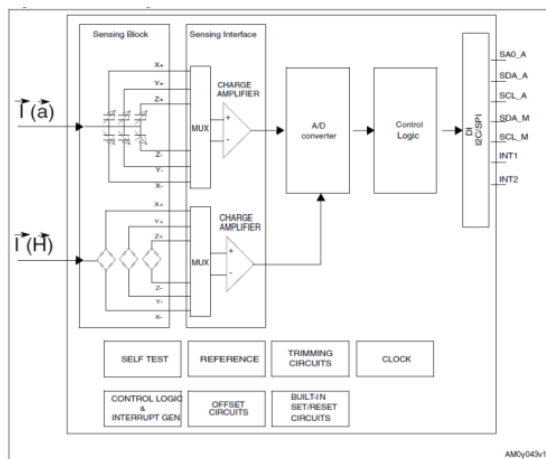 Sensing Block
Sensing Interface
X+
Y+
Z+
CHARGE
AMPLIFIER
I (a)
MUX
+
-
Z-
Y-
X-
A/D
converter
Control
Logic
DI
I2C/SPI
SA0_A
SDA_A
SCL_A
SDA_M
SCL_M
INT1
INT2
X+
Y+
Z+
CHARGE
AMPLIFIER
I (H)
MUX
+
-
Z-
Y-
X-
SELF TEST
REFERENCE
TRIMMING
CIRCUITS
CLOCK
CONTROL LOGIC
&
INTERRUPT GEN.
OFFSET
CIRCUITS
BUILT-IN
SET/RESET
CIRCUITS
AM0y043v1